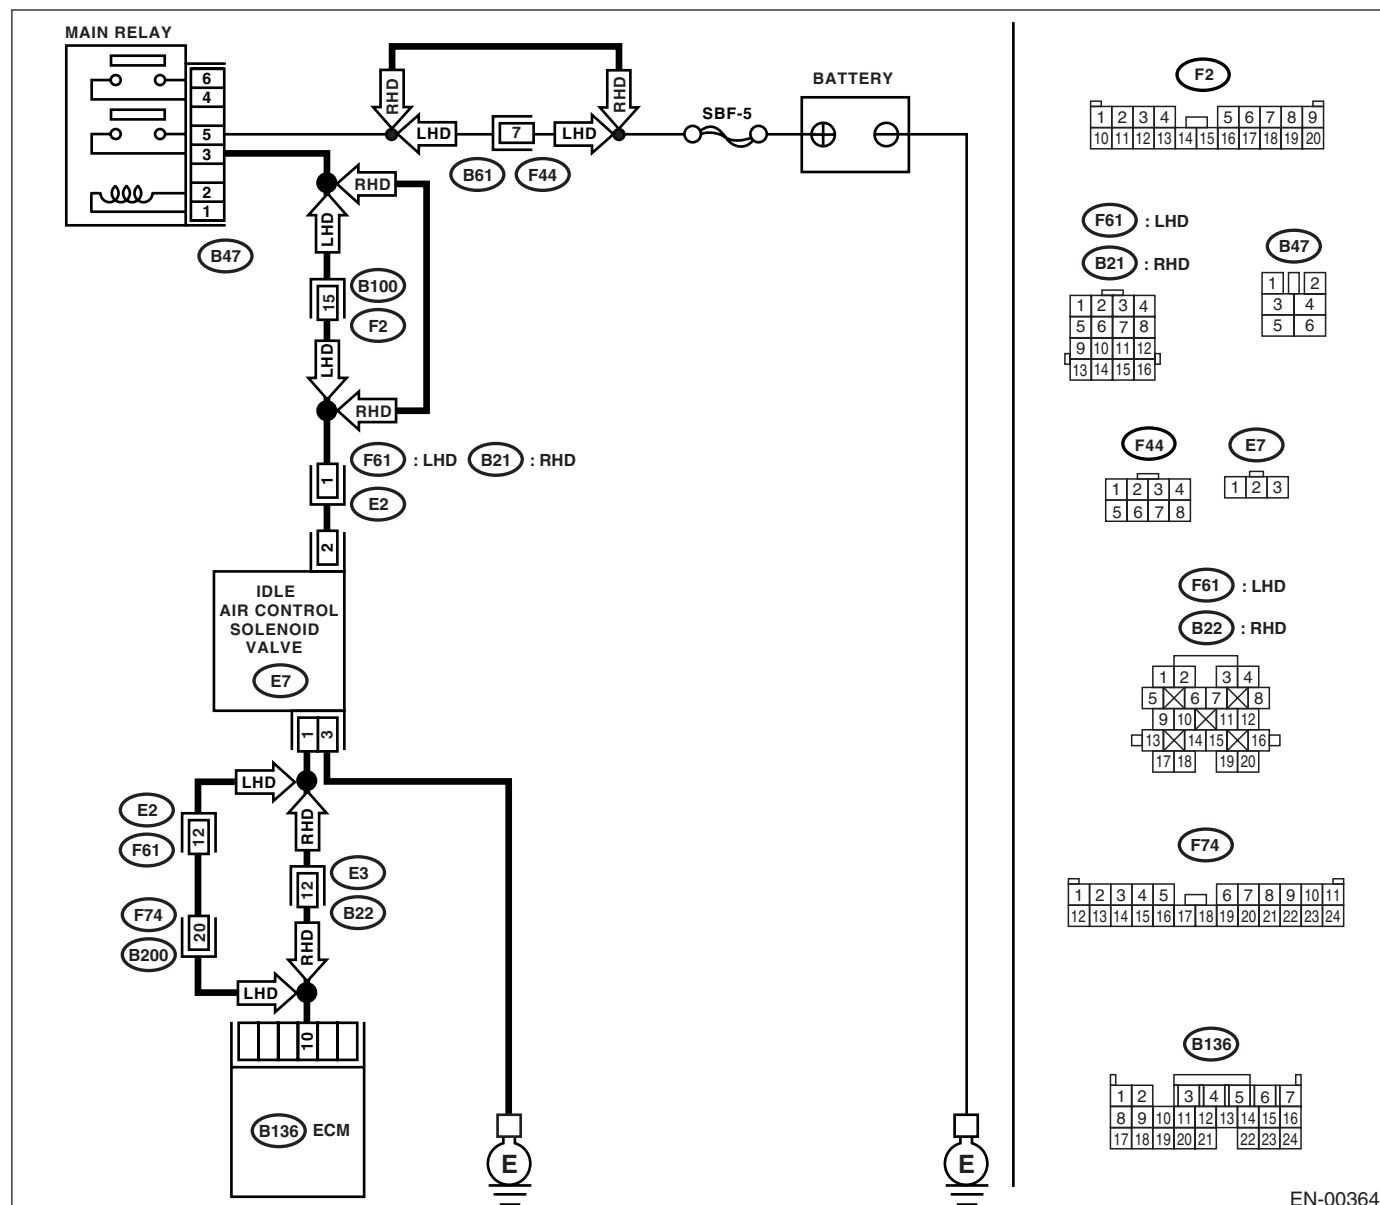 MAIN RELAY
6
4
5
3
2
1
B47
RHD
RHD
LHD
7
LHD
B61
F44
SBF-5
BATTERY
RHD
LHD
15
B100
F2
LHD
RHD
1
F61 : LHD B21 : RHD
E2
2
IDLE
AIR CONTROL
SOLENOID
VALVE
E7
1 3
LHD
RHD
E2
12
F61
E3
12
B22
F74
20
B200
RHD
LHD
10
B136 ECM
E
E
F2
1 2 3 4 5 6 7 8 9
10 11 12 13 14 15 16 17 18 19 20
F61 : LHD
B21 : RHD
1 2 3 4
5 6 7 8
9 10 11 12
13 14 15 16
B47
1 2
3 4
5 6
F44
1 2 3 4
5 6 7 8
E7
1 2 3
F61 : LHD
B22 : RHD
1 2 3 4
5 6 7 8
9 10 11 12
13 14 15 16
17 18 19 20
F74
1 2 3 4 5 6 7 8 9 10 11
12 13 14 15 16 17 18 19 20 21 22 23 24
B136
1 2 3 4 5 6 7
8 9 10 11 12 13 14 15 16
17 18 19 20 21 22 23 24
EN-00364